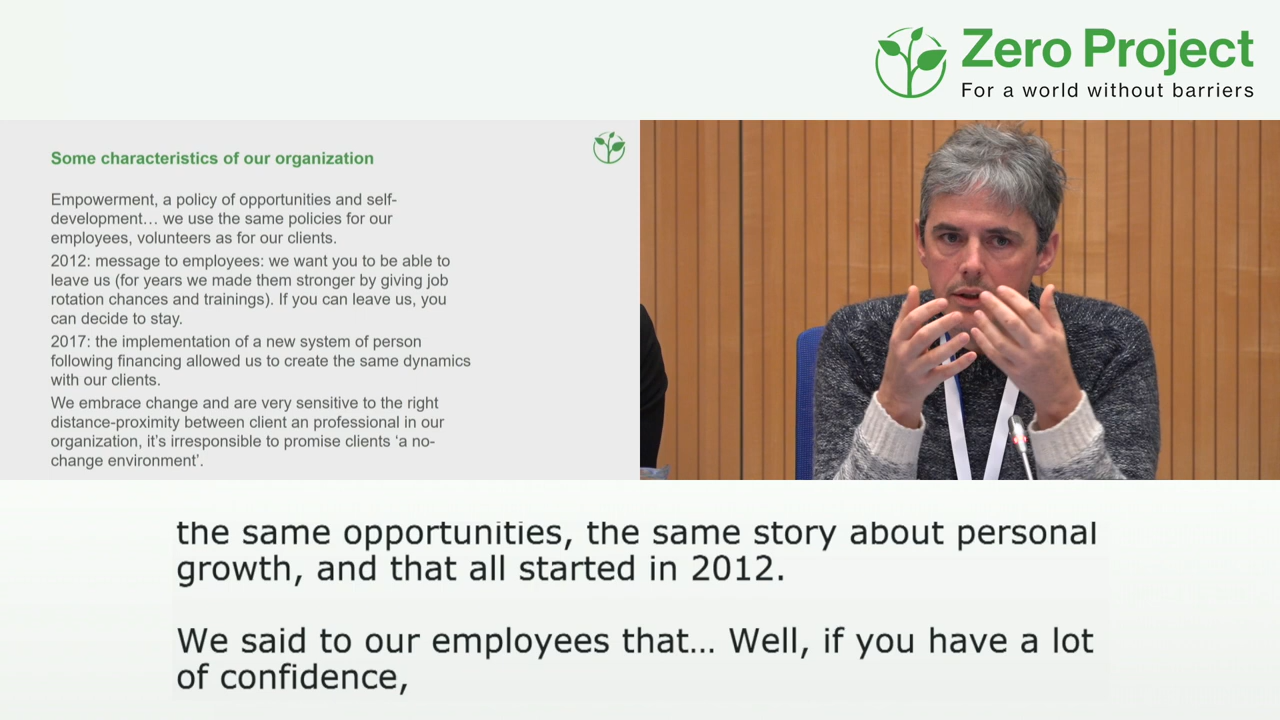 Zero Project
For a world without barriers
Some characteristics of our organization
Empowerment, a policy of opportunities and self-
development… we use the same policies for our
employees, volunteers as for our clients.
2012: message to employees: we want you to be able to
leave us (for years we made them stronger by giving job
rotation chances and trainings). If you can leave us, you
can decide to stay.
2017: the implementation of a new system of person
following financing allowed us to create the same dynamics
with our clients.
We embrace change and are very sensitive to the right
distance-proximity between client an professional in our
organization, it's irresponsible to promise clients ‘a no-
change environment’.
the same opportunities, the same story about personal
growth, and that all started in 2012.
We said to our employees that… Well, if you have a lot
of confidence,